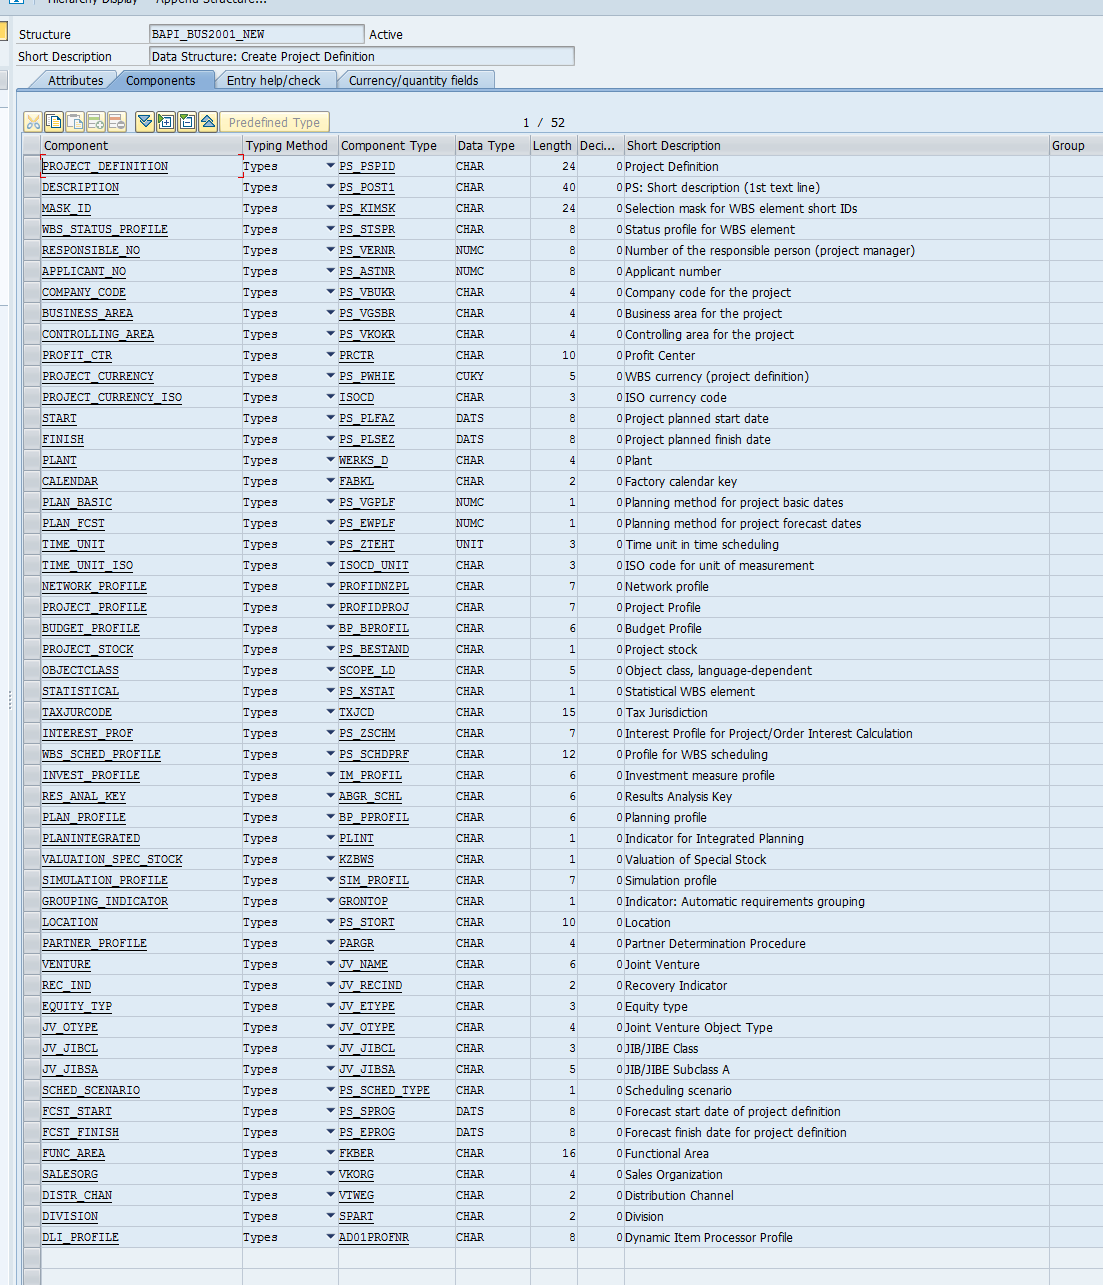 Hierarchy Display Append Structure...
Structure BAPI_BUS2001_NEW Active
Short Description Data Structure: Create Project Definition
Attributes Components Entry help/check Currency/quantity fields
Predefined Type 1 / 52
Component Typing Method Component Type Data Type Length Deci... Short Description Group
PROJECT_DEFINITION Types PS_PSPID CHAR 24 0 Project Definition
DESCRIPTION Types PS_POST1 CHAR 40 0 PS: Short description (1st text line)
MASK_ID Types PS_KIMSK CHAR 24 0 Selection mask for WBS element short IDs
WBS_STATUS_PROFILE Types PS_STSPR CHAR 8 0 Status profile for WBS element
RESPONSIBLE_NO Types PS_VERNR NUMC 8 0 Number of the responsible person (project manager)
APPLICANT_NO Types PS_ASTNR NUMC 8 0 Applicant number
COMPANY_CODE Types PS_VBUKR CHAR 4 0 Company code for the project
BUSINESS_AREA Types PS_VGSBR CHAR 4 0 Business area for the project
CONTROLLING_AREA Types PS_VKOKR CHAR 4 0 Controlling area for the project
PROFIT_CTR Types PRCTR CHAR 10 0 Profit Center
PROJECT_CURRENCY Types PS_PWHIE CUKY 5 0 WBS currency (project definition)
PROJECT_CURRENCY_ISO Types ISOCD CHAR 3 0 ISO currency code
START Types PS_PLFAZ DATS 8 0 Project planned start date
FINISH Types PS_PLSEZ DATS 8 0 Project planned finish date
PLANT Types WERKS_D CHAR 4 0 Plant
CALENDAR Types FABKL CHAR 2 0 Factory calendar key
PLAN_BASIC Types PS_VGPLF NUMC 1 0 Planning method for project basic dates
PLAN_FCST Types PS_EWPLF NUMC 1 0 Planning method for project forecast dates
TIME_UNIT Types PS_ZTEHT UNIT 3 0 Time unit in time scheduling
TIME_UNIT_ISO Types ISOCD_UNIT CHAR 3 0 ISO code for unit of measurement
NETWORK_PROFILE Types PROFIDNZPL CHAR 7 0 Network profile
PROJECT_PROFILE Types PROFIDPROJ CHAR 7 0 Project Profile
BUDGET_PROFILE Types BP_BPROFIL CHAR 6 0 Budget Profile
PROJECT_STOCK Types PS_BESTAND CHAR 1 0 Project stock
OBJECTCLASS Types SCOPE_LD CHAR 5 0 Object class, language-dependent
STATISTICAL Types PS_XSTAT CHAR 1 0 Statistical WBS element
TAXJURCODE Types TXJCD CHAR 15 0 Tax Jurisdiction
INTEREST_PROF Types PS_ZSCHM CHAR 7 0 Interest Profile for Project/Order Interest Calculation
WBS_SCHED_PROFILE Types PS_SCHDPRF CHAR 12 0 Profile for WBS scheduling
INVEST_PROFILE Types IM_PROFIL CHAR 6 0 Investment measure profile
RES_ANAL_KEY Types ABGR_SCHL CHAR 6 0 Results Analysis Key
PLAN_PROFILE Types BP_PPROFIL CHAR 6 0 Planning profile
PLANINTEGRATED Types PLINT CHAR 1 0 Indicator for Integrated Planning
VALUATION_SPEC_STOCK Types KZBWS CHAR 1 0 Valuation of Special Stock
SIMULATION_PROFILE Types SIM_PROFIL CHAR 7 0 Simulation profile
GROUPING_INDICATOR Types GRONTOP CHAR 1 0 Indicator: Automatic requirements grouping
LOCATION Types PS_STORT CHAR 10 0 Location
PARTNER_PROFILE Types PARGR CHAR 4 0 Partner Determination Procedure
VENTURE Types JV_NAME CHAR 6 0 Joint Venture
REC_IND Types JV_RECIND CHAR 2 0 Recovery Indicator
EQUITY_TYP Types JV_ETYPE CHAR 3 0 Equity type
JV_OTYPE Types JV_OTYPE CHAR 4 0 Joint Venture Object Type
JV_JIBCL Types JV_JIBCL CHAR 3 0 JIB/JIBE Class
JV_JIBSA Types JV_JIBSA CHAR 5 0 JIB/JIBE Subclass A
SCHED_SCENARIO Types PS_SCHED_TYPE CHAR 1 0 Scheduling scenario
FCST_START Types PS_SPROG DATS 8 0 Forecast start date of project definition
FCST_FINISH Types PS_EPROG DATS 8 0 Forecast finish date for project definition
FUNC_AREA Types FKBER CHAR 16 0 Functional Area
SALESORG Types VKORG CHAR 4 0 Sales Organization
DISTR_CHAN Types VTWEG CHAR 2 0 Distribution Channel
DIVISION Types SPART CHAR 2 0 Division
DLI_PROFILE Types AD01PROFNR CHAR 8 0 Dynamic Item Processor Profile